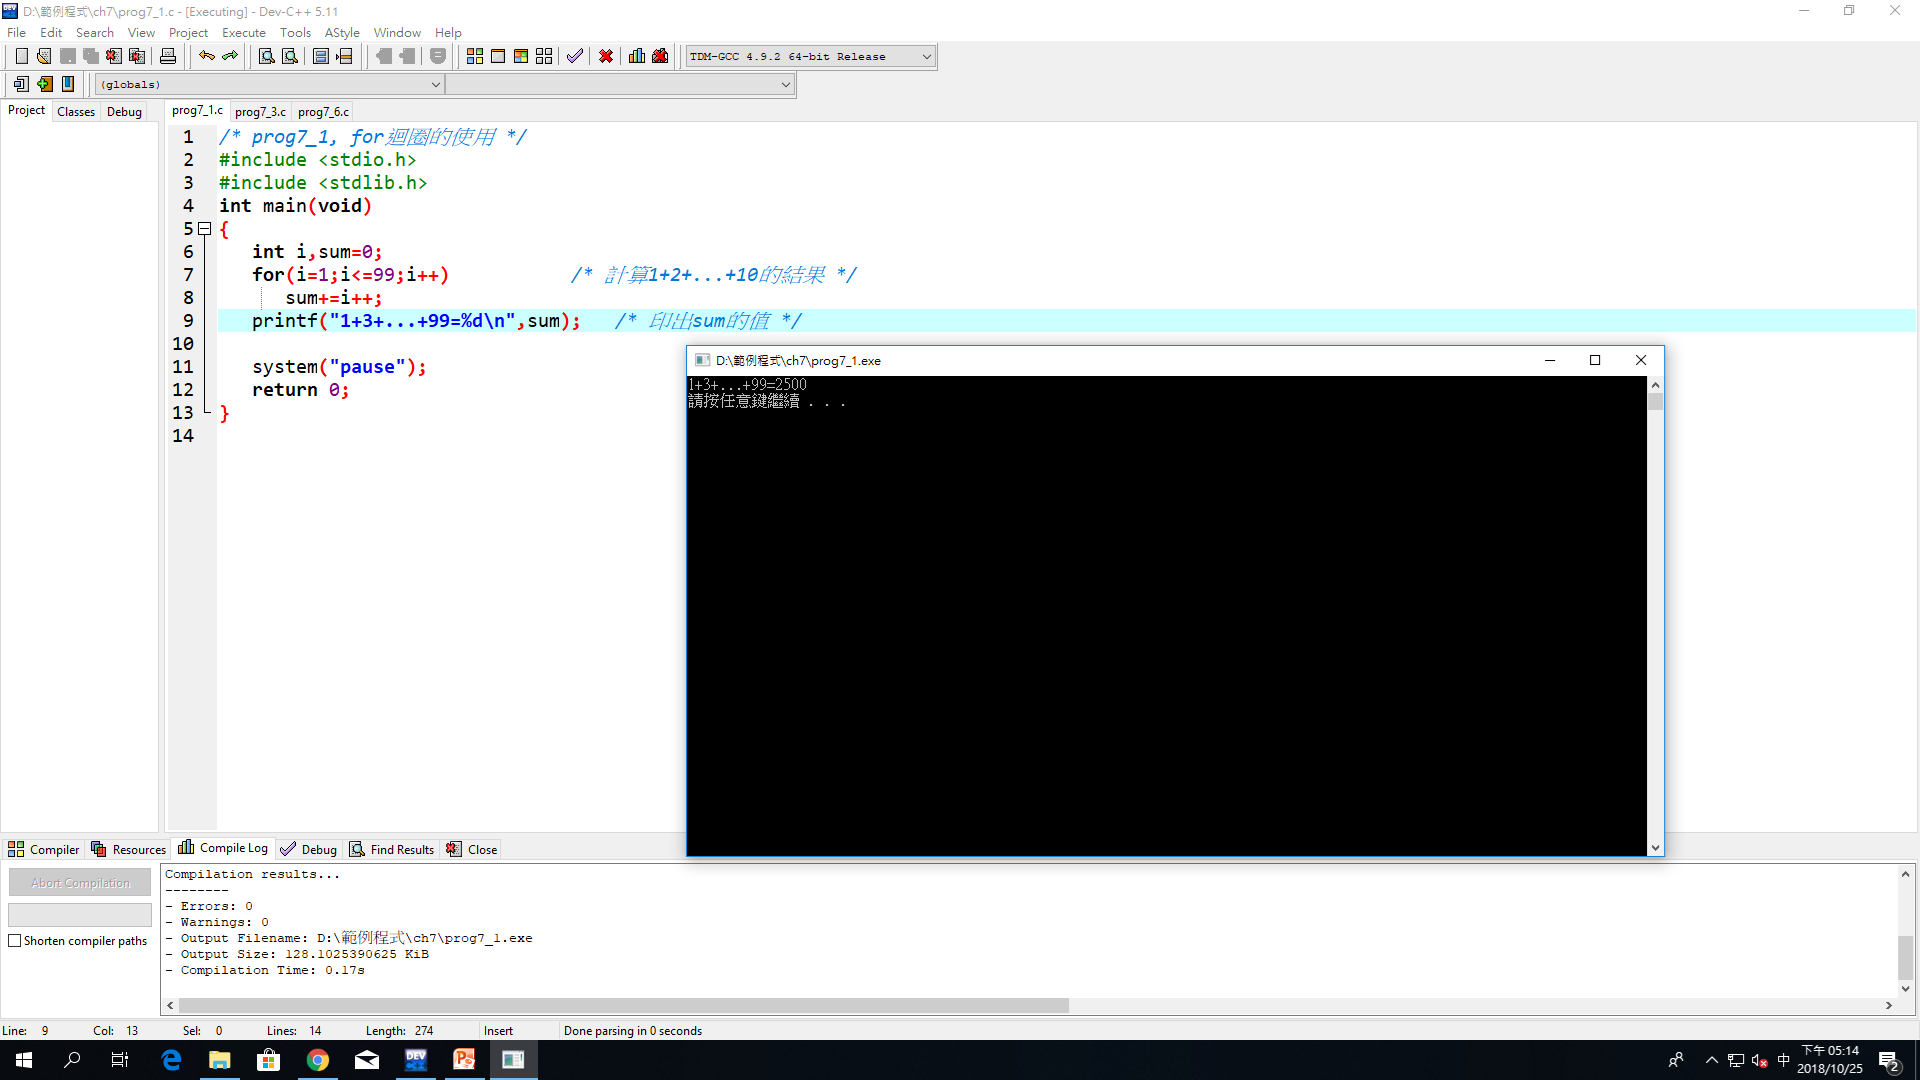 D:\範例程式\ch7\prog7_1.c - [Executing] - Dev-C++ 5.11
File Edit Search View Project Execute Tools AStyle Window Help
TDM-GCC 4.9.2 64-bit Release
(globals)
Project Classes Debug prog7_1.c prog7_3.c prog7_6.c
1 /* prog7_1, for迴圈的使用 */
2 #include <stdio.h>
3 #include <stdlib.h>
4 int main(void)
5 {
6 int i,sum=0;
7 for(i=1;i<=99;i++) /* 計算1+2+...+10的結果 */
8 sum+=i++;
9 printf("1+3+...+99=%d\n",sum); /* 印出sum的值 */
10
11 system("pause");
12 return 0;
13 }
14
D:\範例程式\ch7\prog7_1.exe
1+3+...+99=2500
請按任意鍵繼續 . . .
Compiler Resources Compile Log Debug Find Results Close
Abort Compilation
Shorten compiler paths
Compilation results...
--------
- Errors: 0
- Warnings: 0
- Output Filename: D:\範例程式\ch7\prog7_1.exe
- Output Size: 128.1025390625 KiB
- Compilation Time: 0.17s
Line: 9 Col: 13 Sel: 0 Lines: 14 Length: 274 Insert Done parsing in 0 seconds
DEV C++
中
下午 05:14
2018/10/25
2